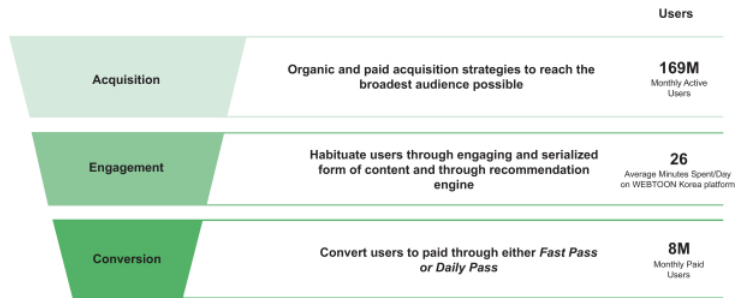 Users
Acquisition
Organic and paid acquisition strategies to reach the
broadest audience possible
169M
Monthly Active
Users
Engagement
Habituate users through engaging and serialized
form of content and through recommendation
engine
26
Average Minutes Spent/Day
on WEBTOON Korea platform
Conversion
Convert users to paid through either Fast Pass
or Daily Pass
8M
Monthly Paid
Users